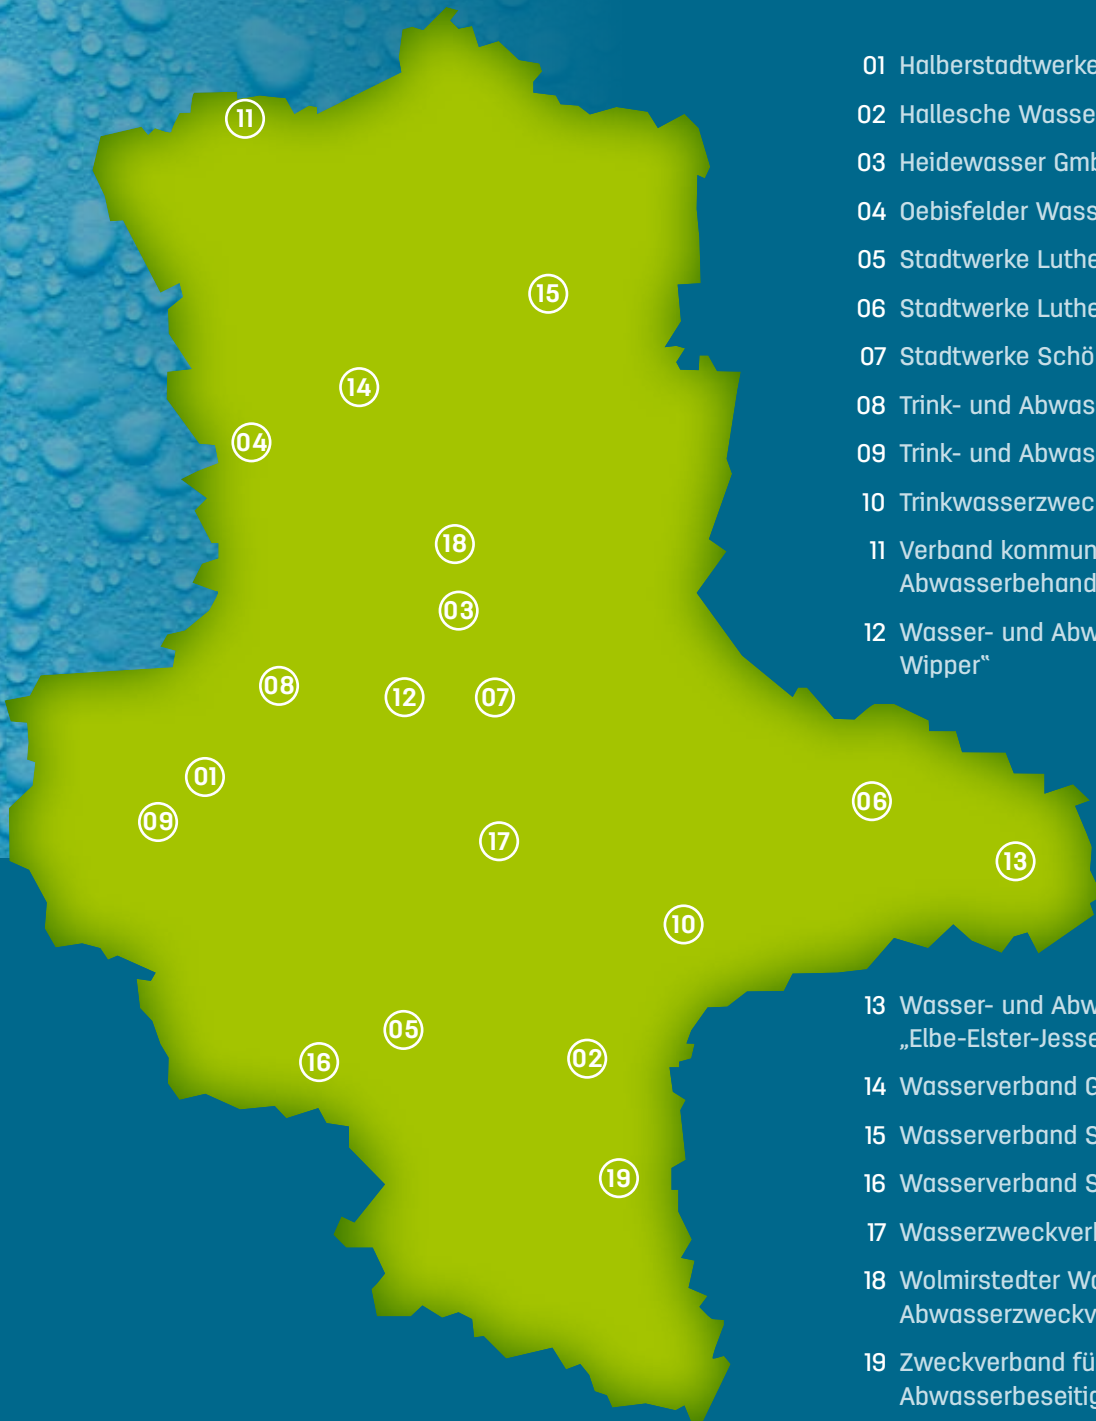 11
15
14
04
18
03
08
12
07
01
09
06
17
13
10
05
16
02
19
01 Halberstadtwerke
02 Hallesche Wasse
03 Heidewasser Gmb
04 Oebisfelder Wass
05 Stadtwerke Luthe
06 Stadtwerke Luthe
07 Stadtwerke Schö
08 Trink- und Abwas
09 Trink- und Abwas
10 Trinkwasserzwec
11 Verband kommun
Abwasserbehand
12 Wasser- und Abw
Wipper“
13 Wasser- und Abw
„Elbe-Elster-Jesse
14 Wasserverband G
15 Wasserverband S
16 Wasserverband S
17 Wasserzweckverb
18 Wolmirstedter Wa
Abwasserzweckv
19 Zweckverband fü
Abwasserbeseitig